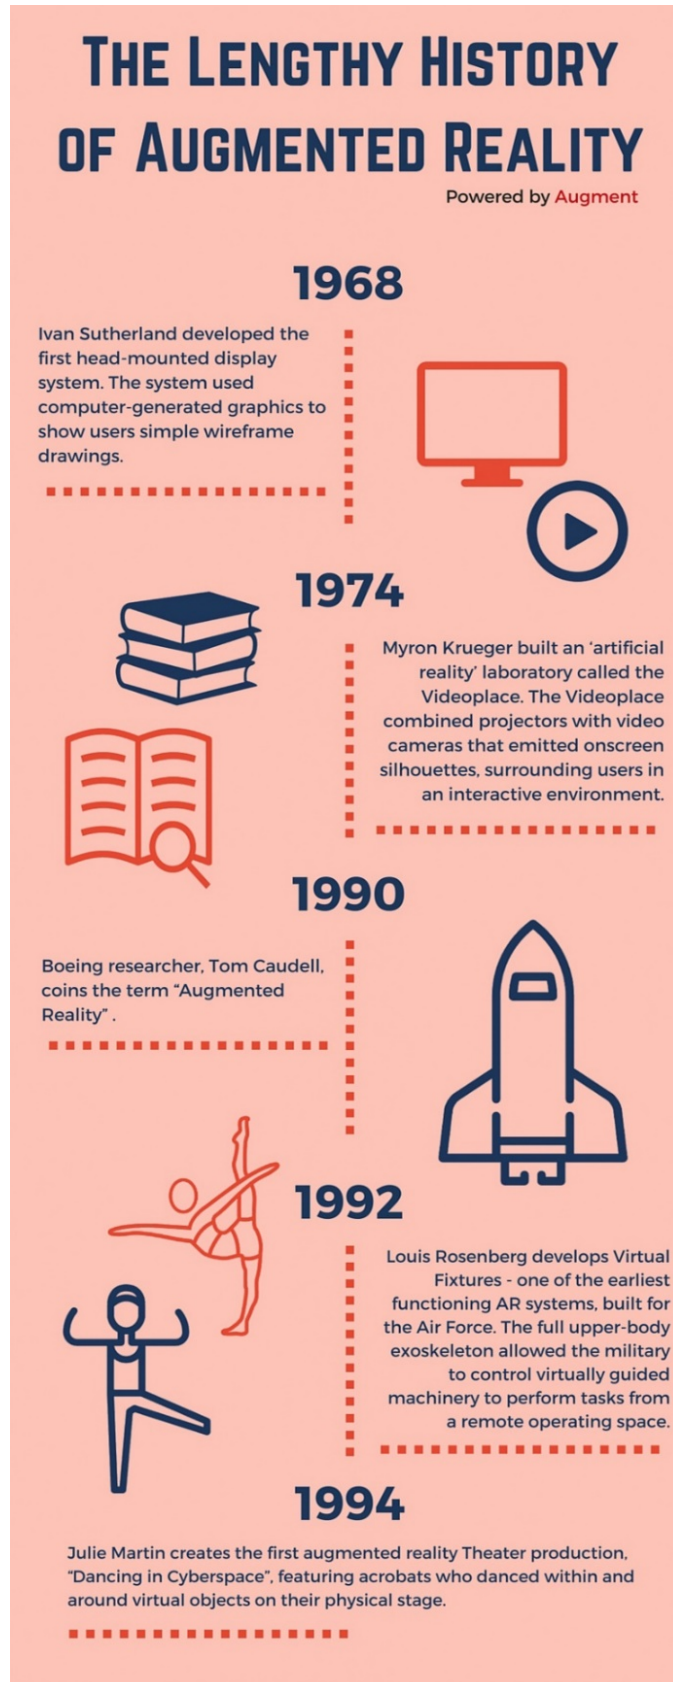 THE LENGTHY HISTORY
OF AUGMENTED REALITY
Powered by Augment
1968
Ivan Sutherland developed the
first head-mounted display
system. The system used
computer-generated graphics to
show users simple wireframe
drawings.
1974
Myron Krueger built an ‘artificial
reality’ laboratory called the
Videoplace. The Videoplace
combined projectors with video
cameras that emitted onscreen
silhouettes, surrounding users in
an interactive environment.
1990
Boeing researcher, Tom Caudell,
coins the term “Augmented
Reality” .
1992
Louis Rosenberg develops Virtual
Fixtures - one of the earliest
functioning AR systems, built for
the Air Force. The full upper-body
exoskeleton allowed the military
to control virtually guided
machinery to perform tasks from
a remote operating space.
1994
Julie Martin creates the first augmented reality Theater production,
“Dancing in Cyberspace”, featuring acrobats who danced within and
around virtual objects on their physical stage.